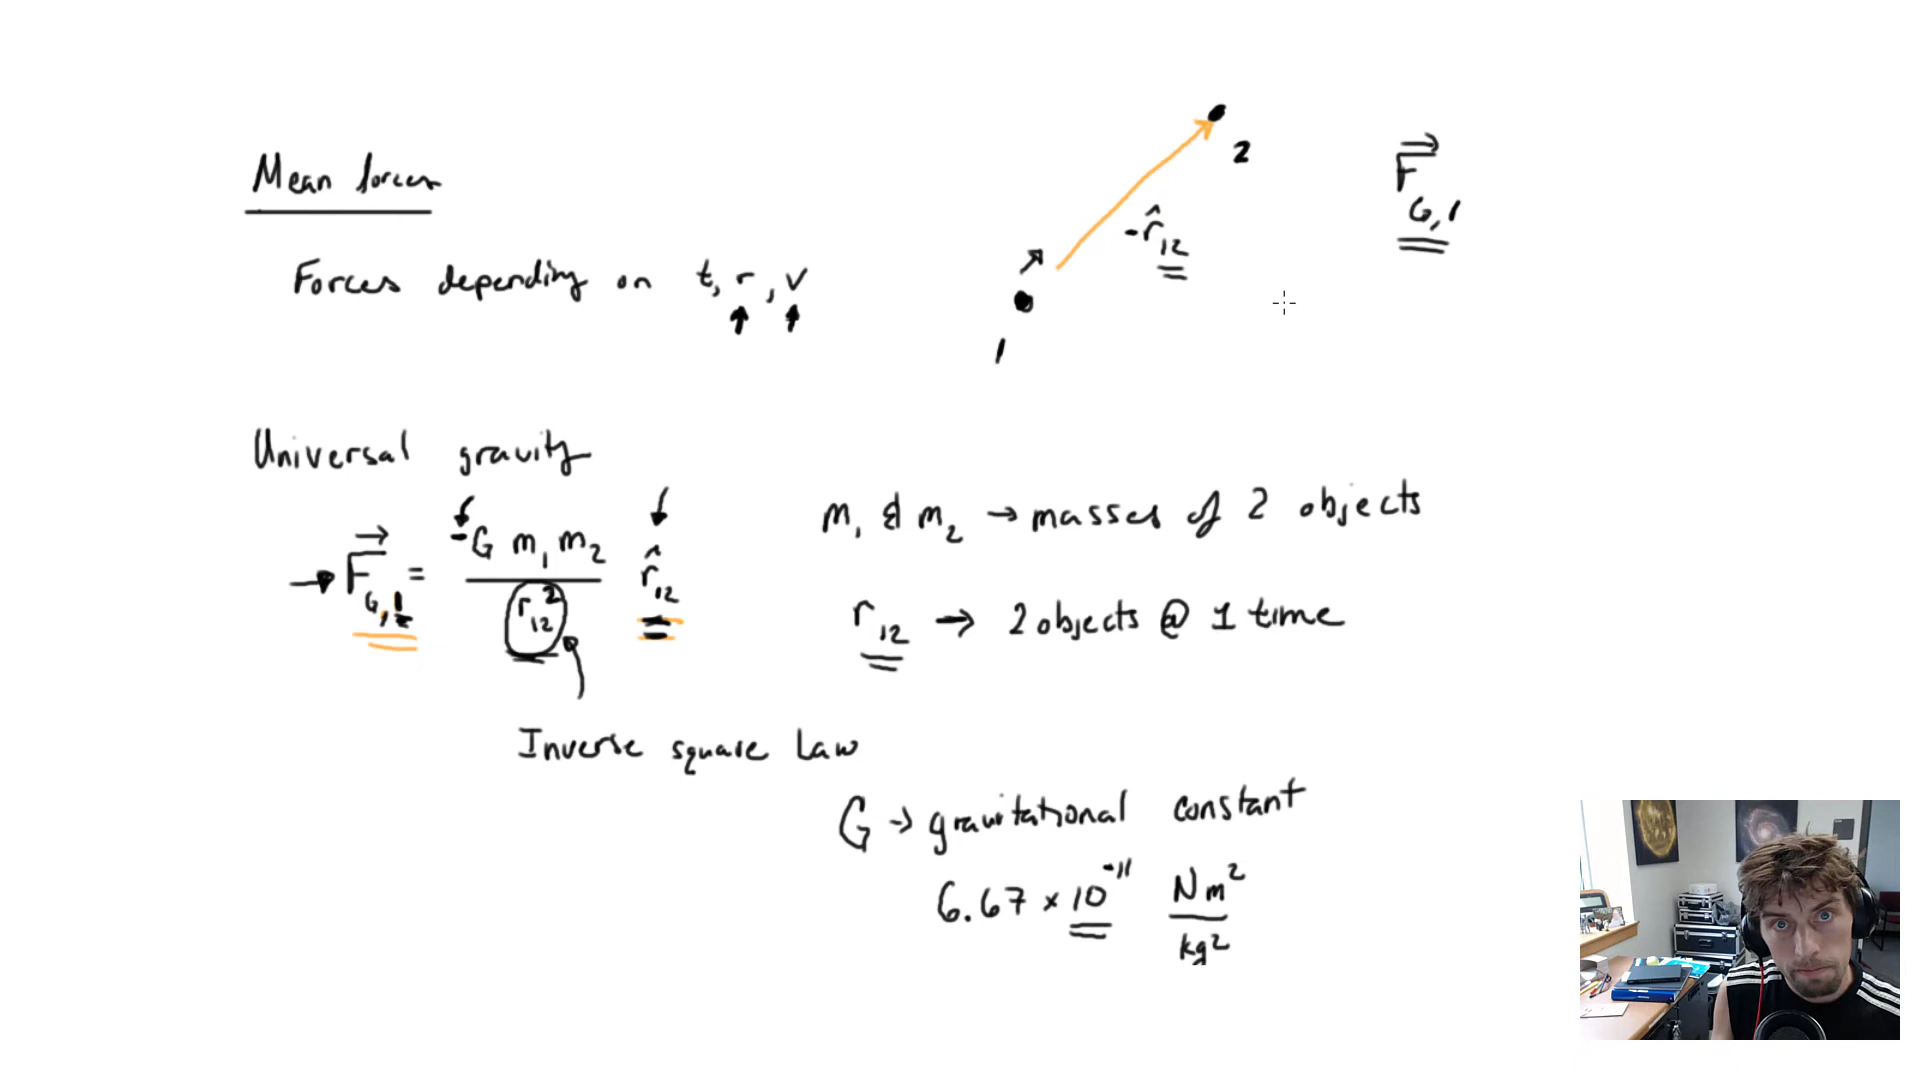 Mean forces
Forces depending on t, r, v
2
-r̂₁₂
1
F⃗ G,1
Universal gravity
F⃗ G,1 = -G m₁ m₂ / r₁₂² r̂₁₂
Inverse square Law
m₁ & m₂ → masses of 2 objects
r₁₂ → 2 objects @ 1 time
G → gravitational constant
6.67 × 10⁻¹¹ Nm² / kg²